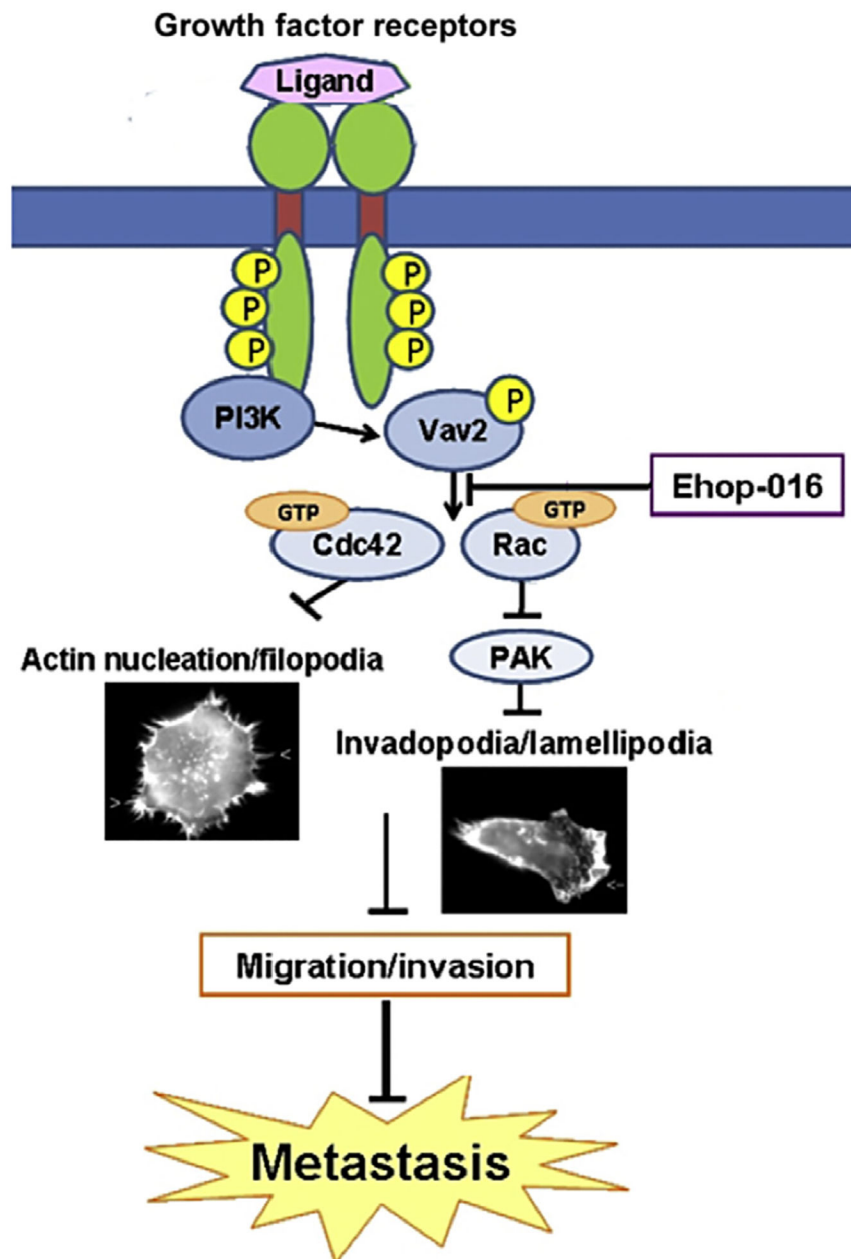 Growth factor receptors
Ligand
P
P
P
P
P
P
PI3K
Vav2
P
Ehop-016
GTP
GTP
Cdc42
Rac
PAK
Actin nucleation/filopodia
Invadopodia/lamellipodia
Migration/invasion
Metastasis